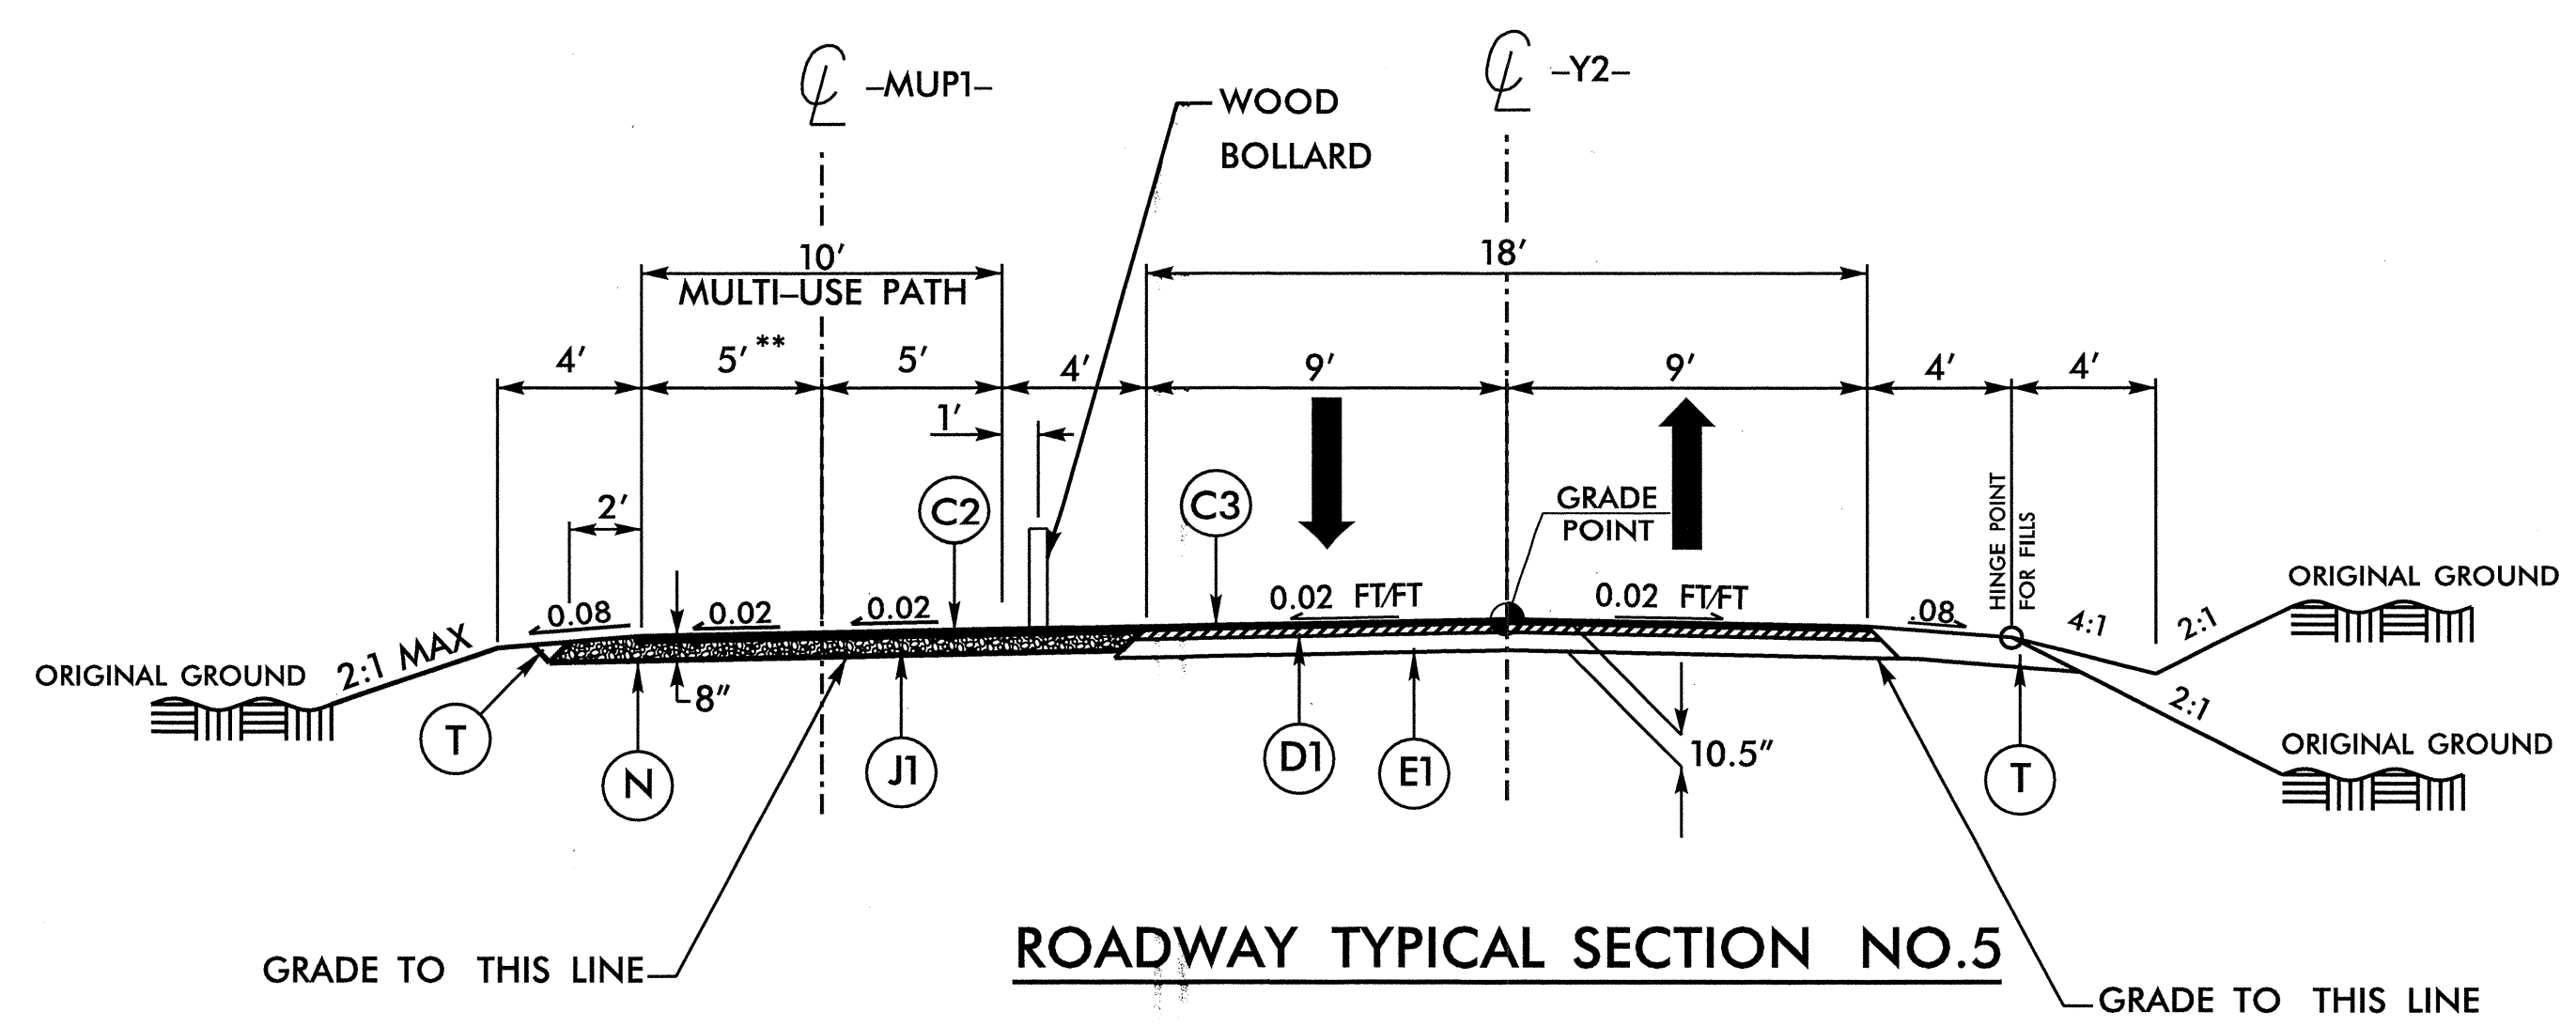 ℄ -MUP1-
℄ -Y2-
WOOD
BOLLARD
10'
MULTI-USE PATH
18'
4'
5' **
5'
4'
9'
9'
4'
4'
1'
2'
C2
C3
GRADE
POINT
HINGE POINT
FOR FILLS
0.08
0.02
0.02
0.02 FT/FT
0.02 FT/FT
.08
4:1
2:1
ORIGINAL GROUND
ORIGINAL GROUND
2:1 MAX
8"
2:1
T
N
J1
D1
E1
10.5"
T
ORIGINAL GROUND
GRADE TO THIS LINE
ROADWAY TYPICAL SECTION NO.5
GRADE TO THIS LINE